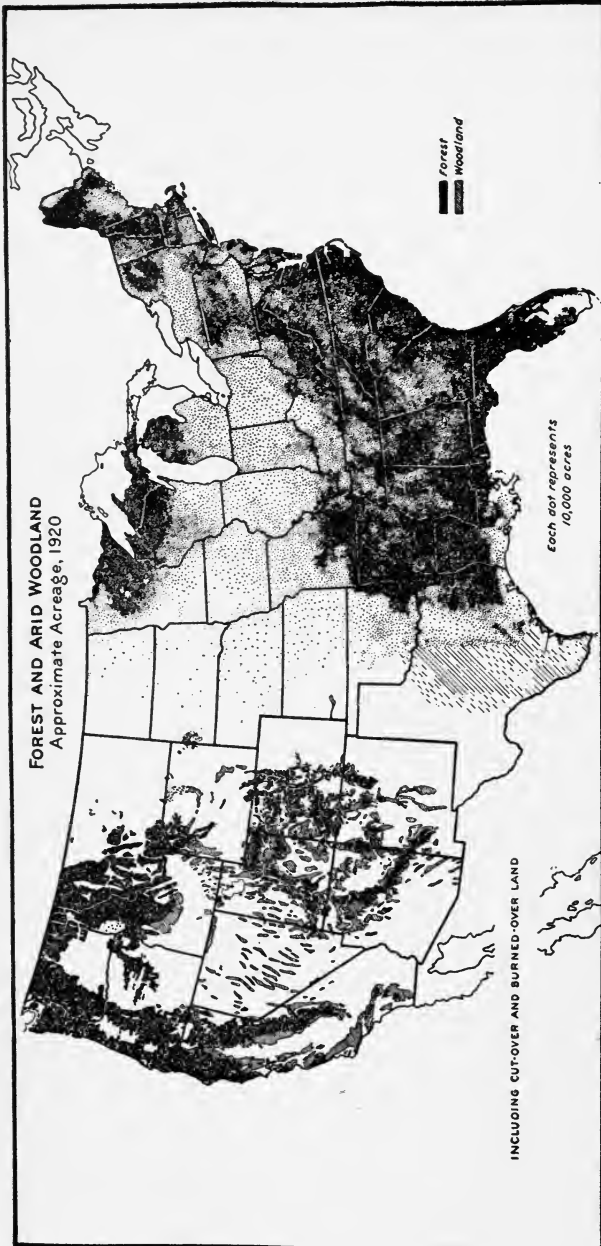 FOREST AND ARID WOODLAND
Approximate Acreage, 1920
Forest
Woodland
Each dot represents
10,000 acres
INCLUDING CUT-OVER AND BURNED-OVER LAND